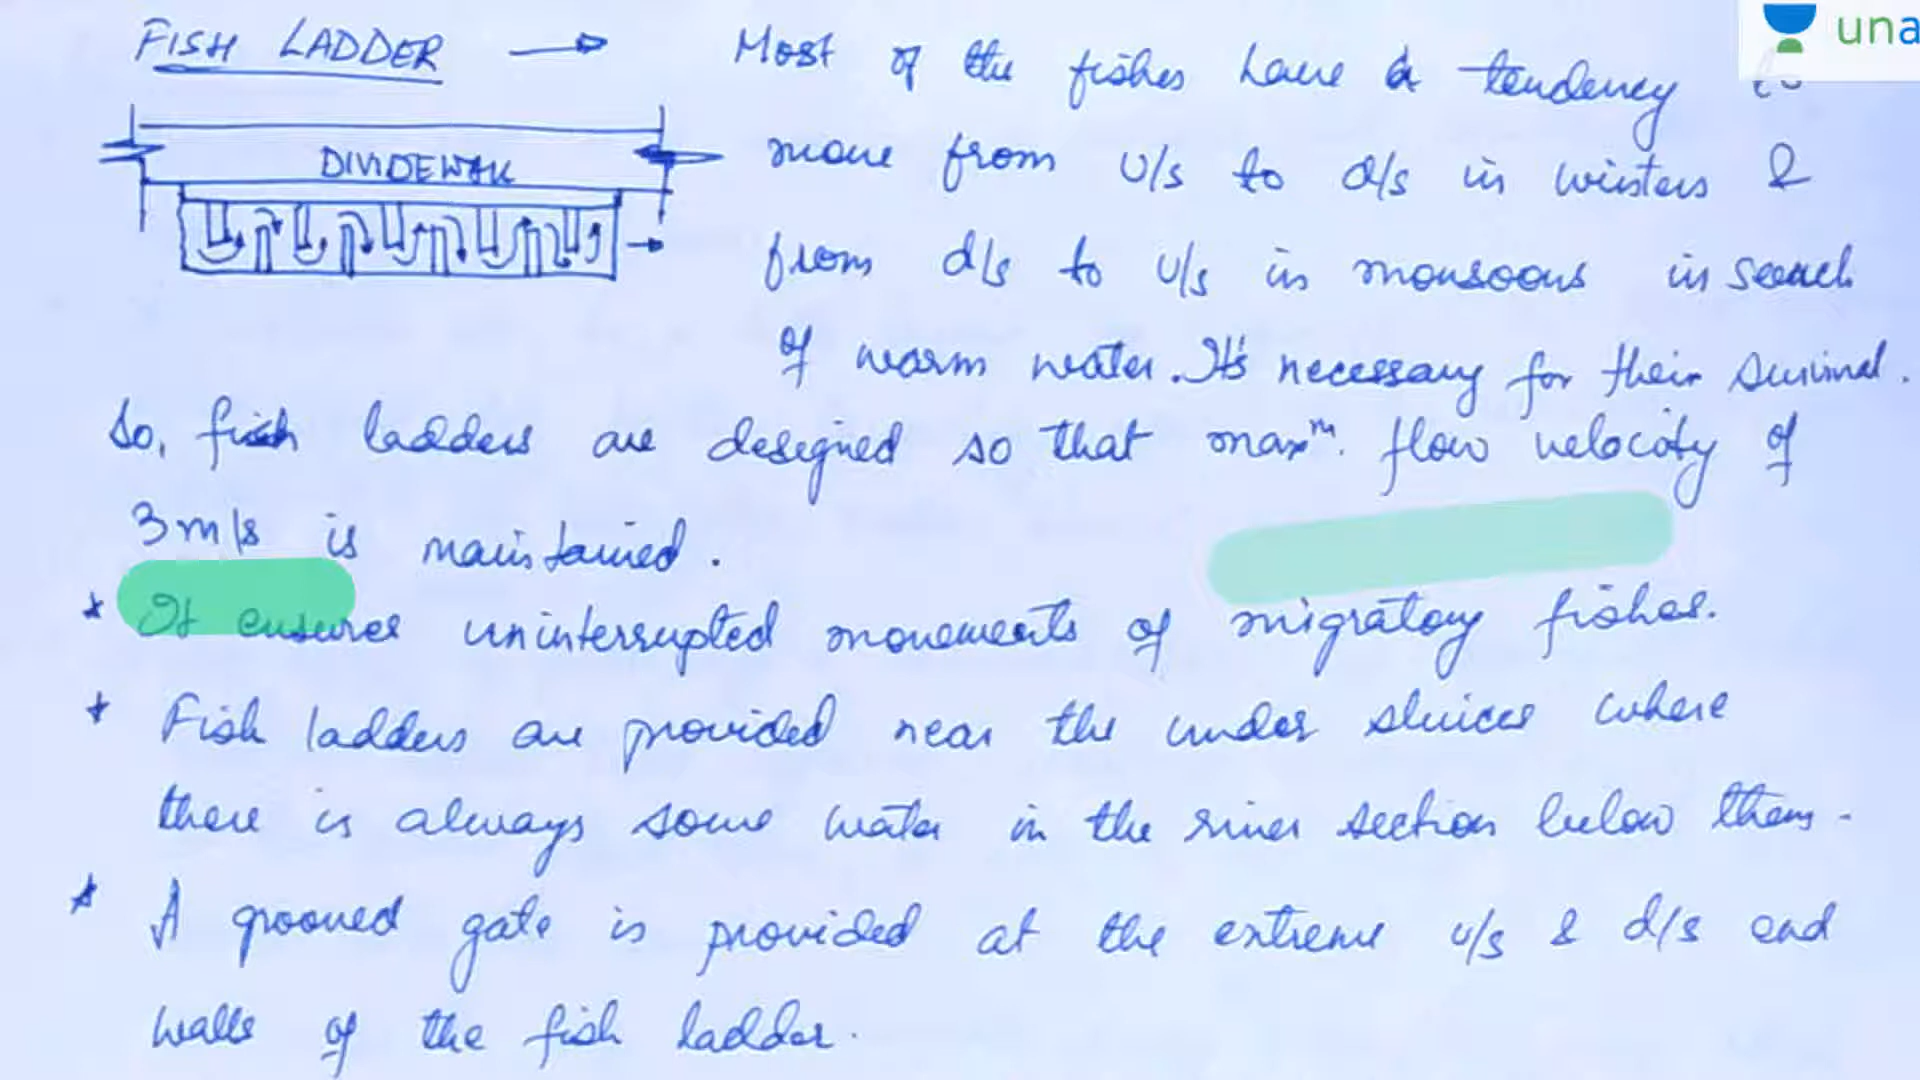 FISH LADDER → Most of the fishes have a tendency to
DIVIDEWALL
move from U/s to d/s in winters &
from d/s to U/s in monsoons in search
of warm water. It's necessary for their survival.
So, fish ladders are designed so that maxᵐ. flow velocity of
3m/s is maintained.
* It ensures uninterrupted movements of migratory fishes.
* Fish ladders are provided near the under sluices where
there is always some water in the river section below them.
* A grooved gate is provided at the extreme u/s & d/s end
walls of the fish ladder.
una